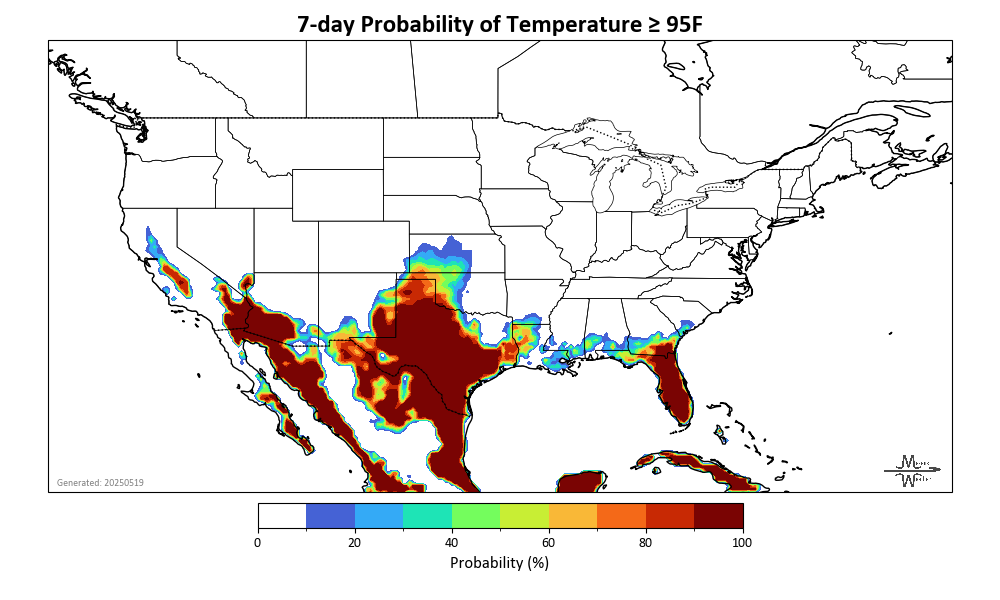 7-day Probability of Temperature ≥ 95F
Generated: 20250519
0 20 40 60 80 100
Probability (%)